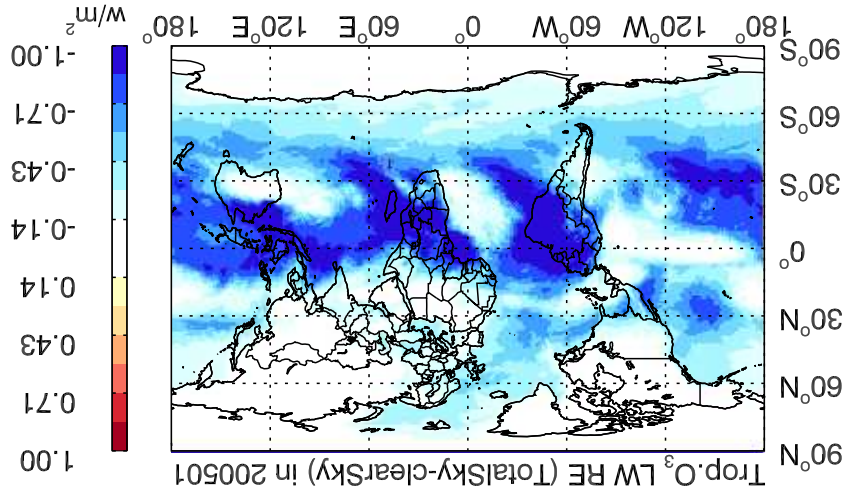 Trop.O₃ LW RE (TotalSky-clearSky) in 200501
90°N
60°N
30°N
0°
30°S
60°S
90°S
180° 120°W 60°W 0° 60°E 120°E 180°
1.00
0.71
0.43
0.14
-0.14
-0.43
-0.71
-1.00
w/m²